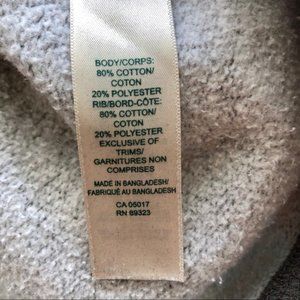 BODY/CORPS:
80% COTTON/
COTON
20% POLYESTER
RIB/BORD-CÔTE:
80% COTTON/
COTON
20% POLYESTER
EXCLUSIVE OF
TRIMS/
GARNITURES NON
COMPRISES
MADE IN BANGLADESH/
FABRIQUÉ AU BANGLADESH
CA 05017
RN 89323